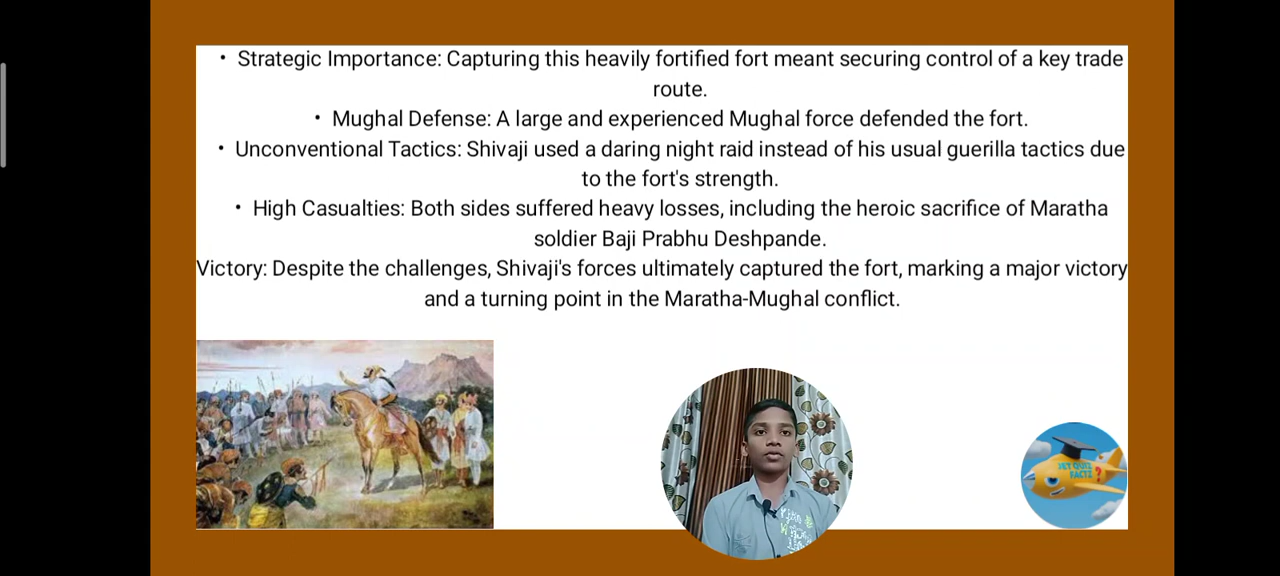 • Strategic Importance: Capturing this heavily fortified fort meant securing control of a key trade
route.
• Mughal Defense: A large and experienced Mughal force defended the fort.
• Unconventional Tactics: Shivaji used a daring night raid instead of his usual guerilla tactics due
to the fort's strength.
• High Casualties: Both sides suffered heavy losses, including the heroic sacrifice of Maratha
soldier Baji Prabhu Deshpande.
Victory: Despite the challenges, Shivaji's forces ultimately captured the fort, marking a major victory
and a turning point in the Maratha-Mughal conflict.
JET QUIZ
FACTZ
?